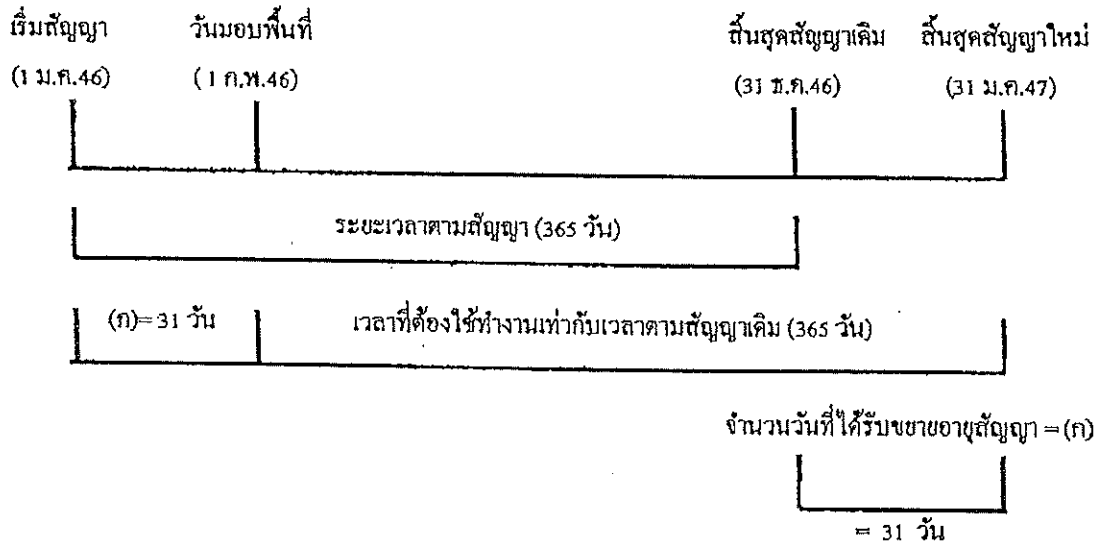 เริ่มสัญญา วันมอบพื้นที่ สิ้นสุดสัญญาเดิม สิ้นสุดสัญญาใหม่
(1 ม.ค.46) (1 ก.พ.46) (31 ธ.ค.46) (31 ม.ค.47)
ระยะเวลาตามสัญญา (365 วัน)
(ก)= 31 วัน เวลาที่ต้องใช้ทำงานเท่ากับเวลาตามสัญญาเดิม (365 วัน)
จำนวนวันที่ได้รับขยายอายุสัญญา = (ก)
= 31 วัน